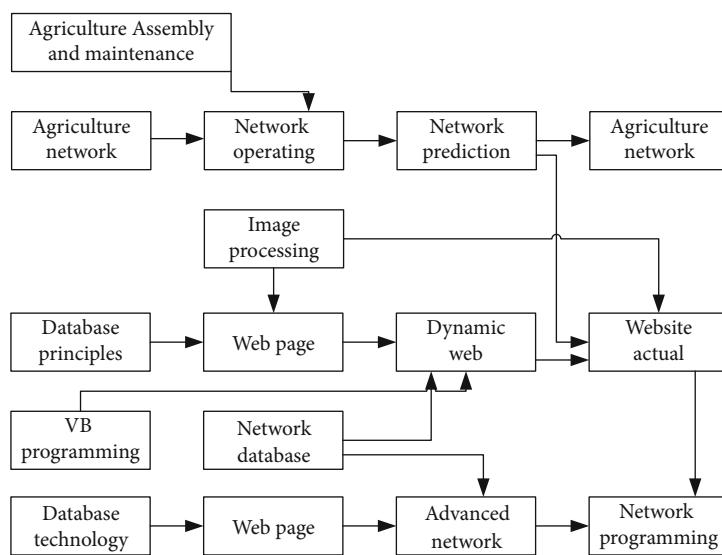 Agriculture Assembly
and maintenance
Agriculture
network
Network
operating
Network
prediction
Agriculture
network
Image
processing
Database
principles
Web page
Dynamic
web
Website
actual
VB
programming
Network
database
Database
technology
Web page
Advanced
network
Network
programming